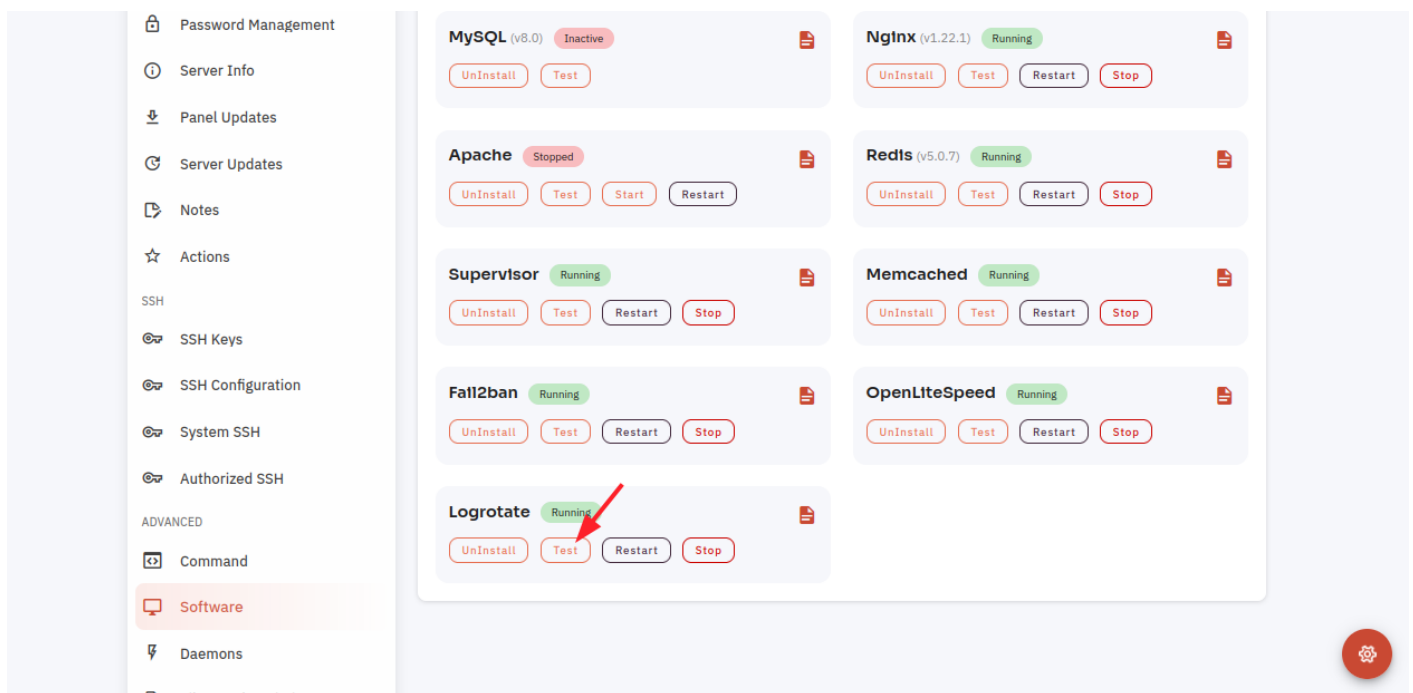 Password Management
Server Info
Panel Updates
Server Updates
Notes
Actions
SSH
SSH Keys
SSH Configuration
System SSH
Authorized SSH
ADVANCED
Command
Software
Daemons
MySQL (v8.0) Inactive
UnInstall Test
Nginx (v1.22.1) Running
UnInstall Test Restart Stop
Apache Stopped
UnInstall Test Start Restart
Redis (v5.0.7) Running
UnInstall Test Restart Stop
Supervisor Running
UnInstall Test Restart Stop
Memcached Running
UnInstall Test Restart Stop
Fail2ban Running
UnInstall Test Restart Stop
OpenLiteSpeed Running
UnInstall Test Restart Stop
Logrotate Running
UnInstall Test Restart Stop